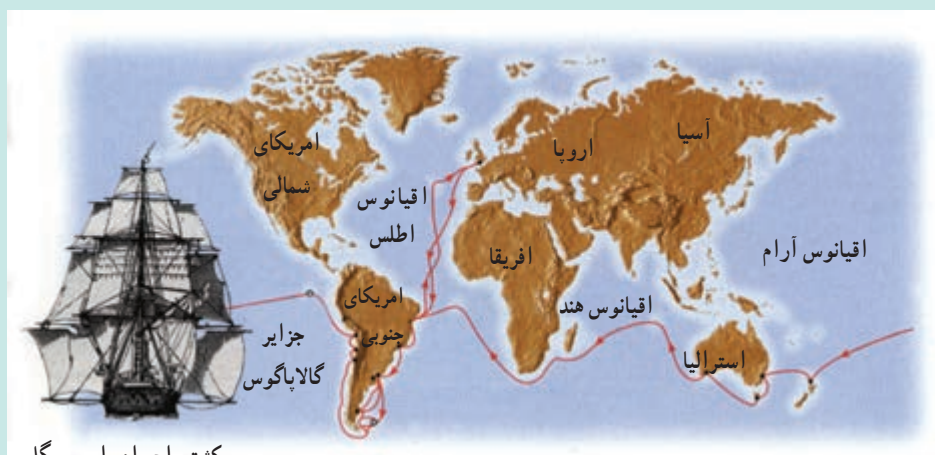 امریکای
شمالی
اقیانوس
اطلس
اروپا
آسیا
افریقا
اقیانوس آرام
اقیانوس هند
امریکای
جنوبی
جزایر
گالاپاگوس
استرالیا